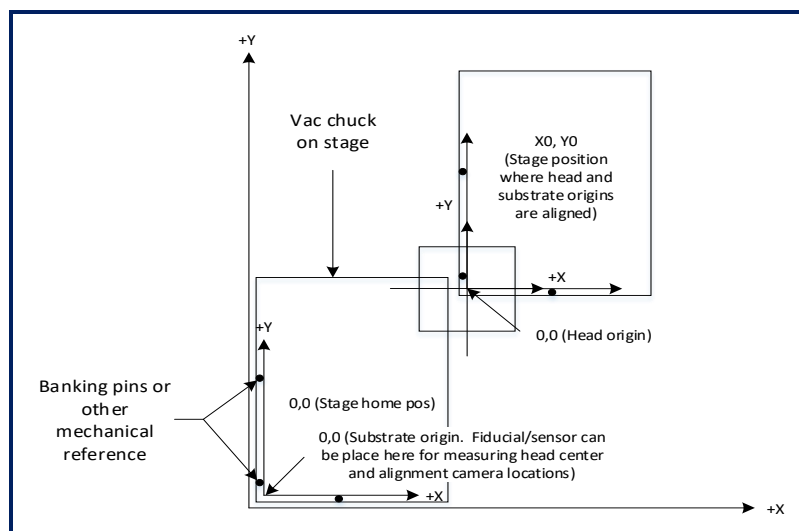 +Y
Vac chuck
on stage
X0, Y0
(Stage position
where head and
substrate origins
are aligned)
+Y
+X
0,0 (Head origin)
+Y
Banking pins or
other
mechanical
reference
0,0 (Stage home pos)
0,0 (Substrate origin. Fiducial/sensor can
be place here for measuring head center
and alignment camera locations)
+X
+X